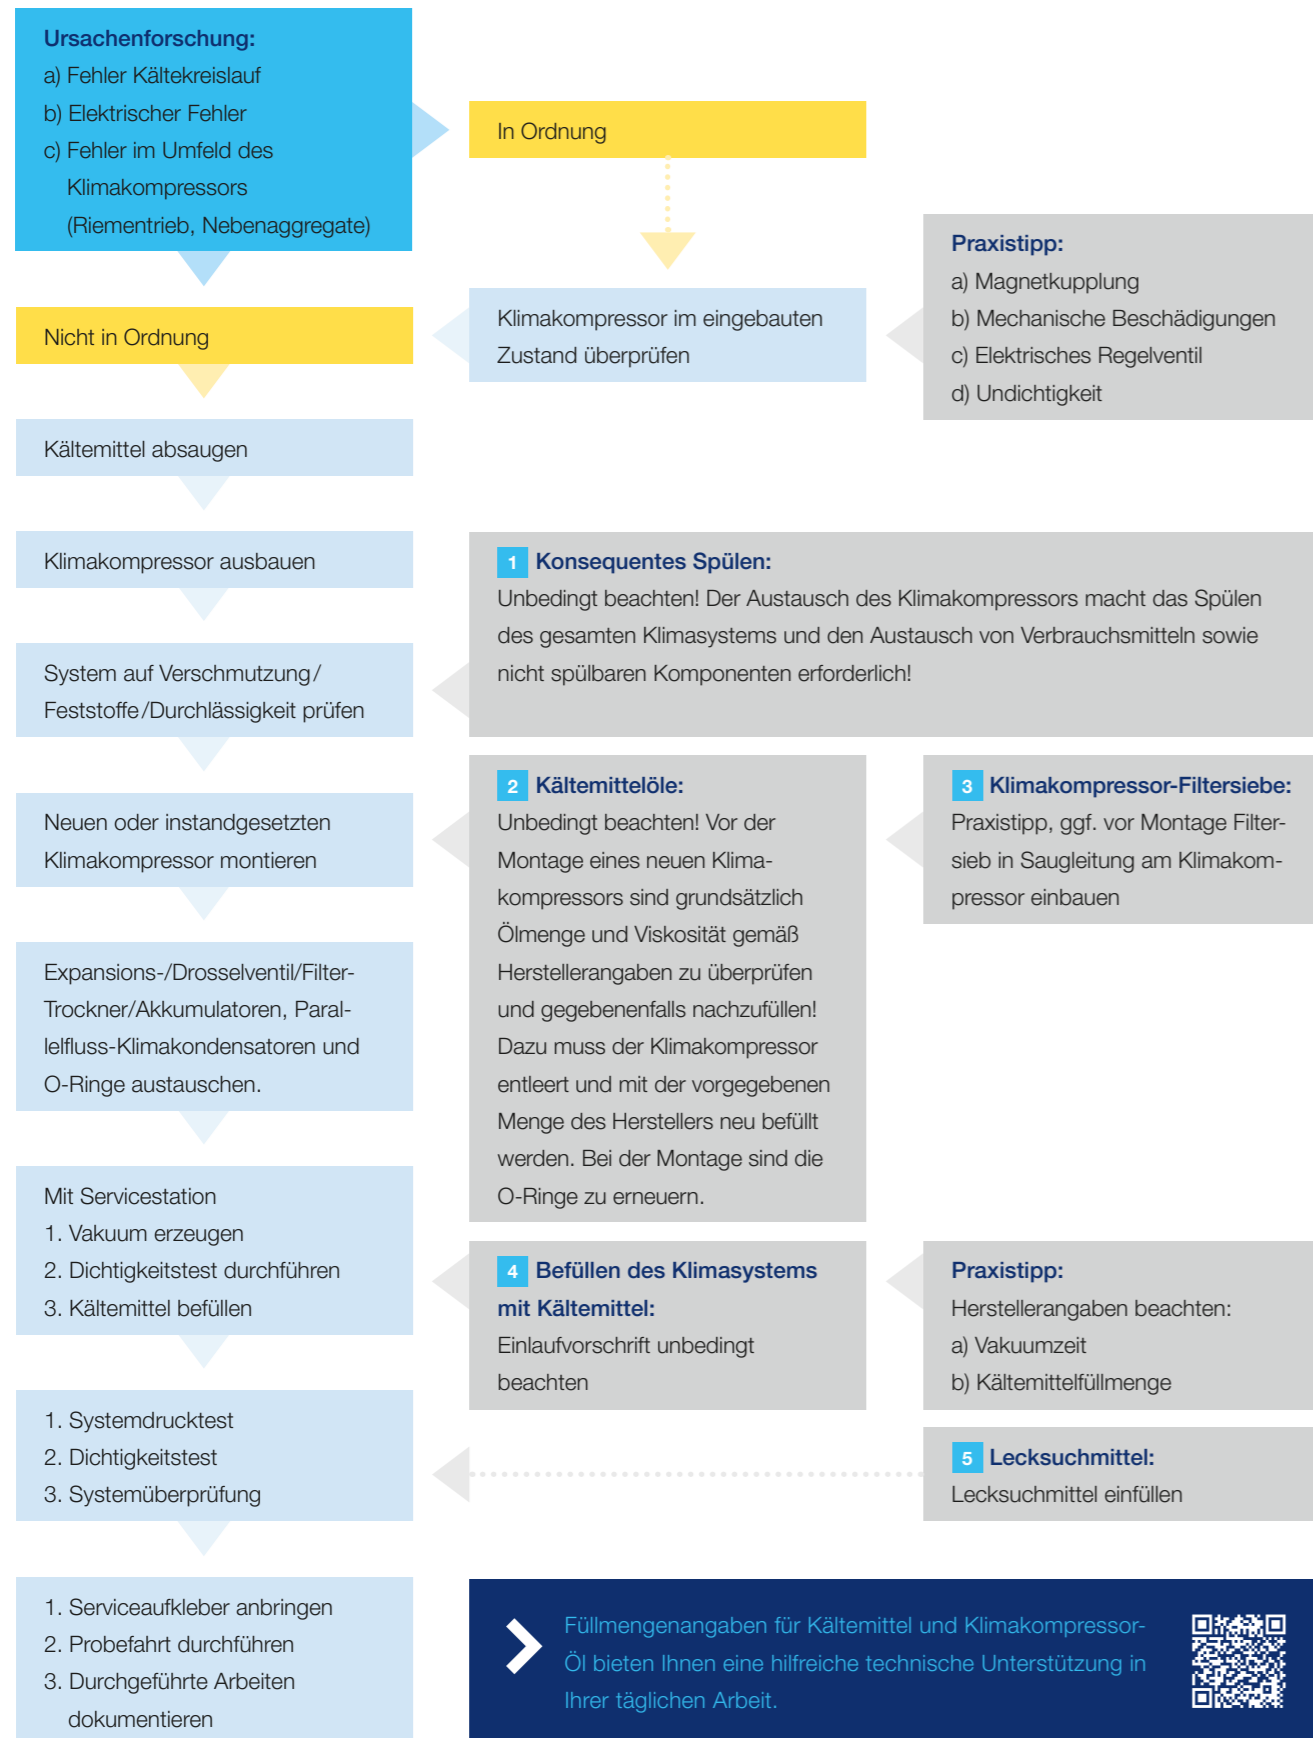 Ursachenforschung:
a) Fehler Kältekreislauf
b) Elektrischer Fehler
c) Fehler im Umfeld des
Klimakompressors
(Riementrieb, Nebenaggregate)
In Ordnung
Praxistipp:
a) Magnetkupplung
b) Mechanische Beschädigungen
c) Elektrisches Regelventil
d) Undichtigkeit
Klimakompressor im eingebauten
Zustand überprüfen
Nicht in Ordnung
Kältemittel absaugen
Klimakompressor ausbauen
1 Konsequentes Spülen:
Unbedingt beachten! Der Austausch des Klimakompressors macht das Spülen
des gesamten Klimasystems und den Austausch von Verbrauchsmitteln sowie
nicht spülbaren Komponenten erforderlich!
System auf Verschmutzung/
Feststoffe/Durchlässigkeit prüfen
2 Kältemittelöle:
Unbedingt beachten! Vor der
Montage eines neuen Klima-
kompressors sind grundsätzlich
Ölmenge und Viskosität gemäß
Herstellerangaben zu überprüfen
und gegebenenfalls nachzufüllen!
Dazu muss der Klimakompressor
entleert und mit der vorgegebenen
Menge des Herstellers neu befüllt
werden. Bei der Montage sind die
O-Ringe zu erneuern.
3 Klimakompressor-Filtersiebe:
Praxistipp, ggf. vor Montage Filter-
sieb in Saugleitung am Klimakom-
pressor einbauen
Neuen oder instandgesetzten
Klimakompressor montieren
Expansions-/Drosselventil/Filter-
Trockner/Akkumulatoren, Paral-
lelfluss-Klimakondensatoren und
O-Ringe austauschen.
Mit Servicestation
1. Vakuum erzeugen
2. Dichtigkeitstest durchführen
3. Kältemittel befüllen
4 Befüllen des Klimasystems
mit Kältemittel:
Einlaufvorschrift unbedingt
beachten
Praxistipp:
Herstellerangaben beachten:
a) Vakuumzeit
b) Kältemittelfüllmenge
1. Systemdrucktest
2. Dichtigkeitstest
3. Systemüberprüfung
5 Lecksuchmittel:
Lecksuchmittel einfüllen
1. Serviceaufkleber anbringen
2. Probefahrt durchführen
3. Durchgeführte Arbeiten
dokumentieren
Füllmengenangaben für Kältemittel und Klimakompressor-
Öl bieten Ihnen eine hilfreiche technische Unterstützung in
Ihrer täglichen Arbeit.